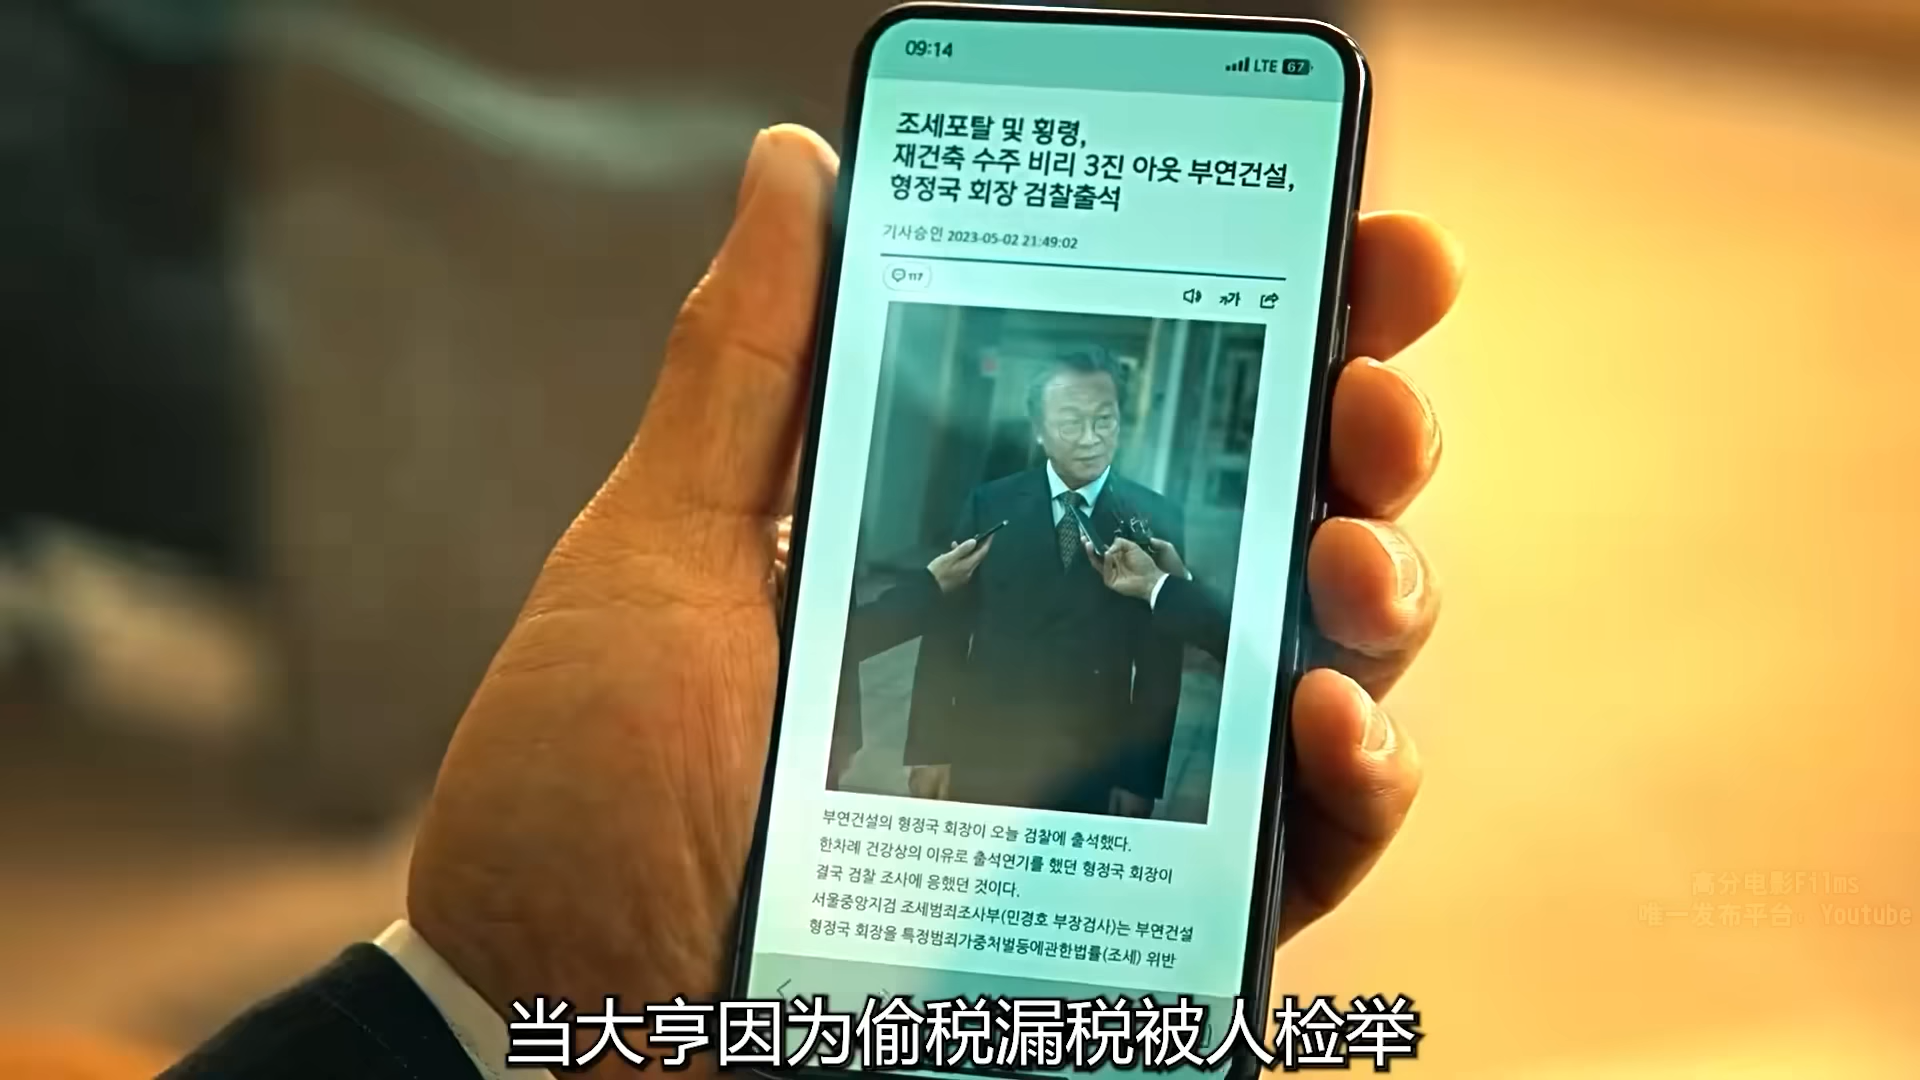 09:14
LTE 67
조세포탈 및 횡령,
재건축 수주 비리 3진 아웃 부연건설,
형정국 회장 검찰출석
기사승인 2023-05-02 21:49:02
117
가가
부연건설의 형정국 회장이 오늘 검찰에 출석했다.
한차례 건강상의 이유로 출석연기를 했던 형정국 회장이
결국 검찰 조사에 응했던 것이다.
서울중앙지검 조세범죄조사부(민경호 부장검사)는 부연건설
형정국 회장을 특정범죄가중처벌등에관한법률(조세) 위반
高分电影Films
唯一发布平台：Youtube
当大亨因为偷税漏税被人检举